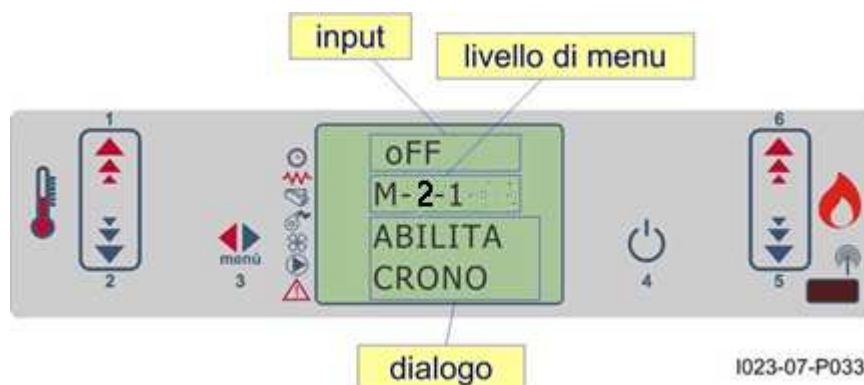 input
livello di menu
1
6
oFF
M-2-1
ABILITA
CRONO
menù
2
3
4
5
dialogo
I023-07-P033